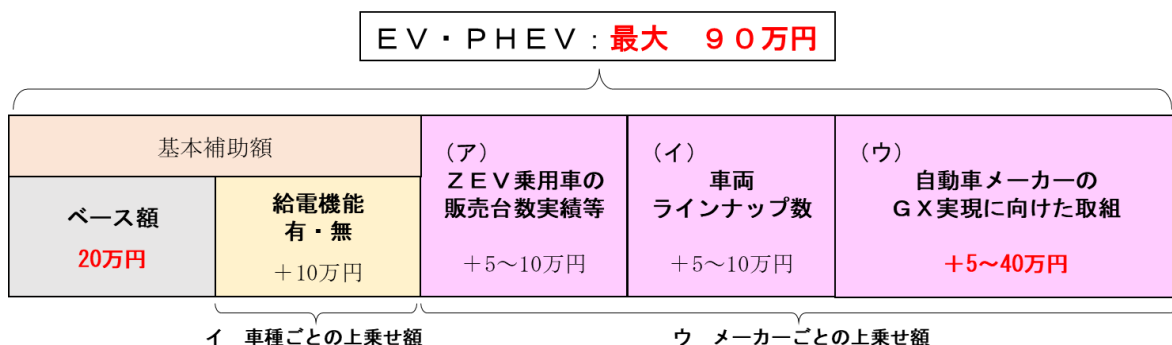 ＥＶ・ＰＨＥＶ：最大　９０万円
基本補助額
ベース額
20万円
給電機能
有・無
＋10万円
（ア）
ＺＥＶ乗用車の
販売台数実績等
＋5～10万円
（イ）
車両
ラインナップ数
＋5～10万円
（ウ）
自動車メーカーの
ＧＸ実現に向けた取組
＋5～40万円
イ　車種ごとの上乗せ額
ウ　メーカーごとの上乗せ額